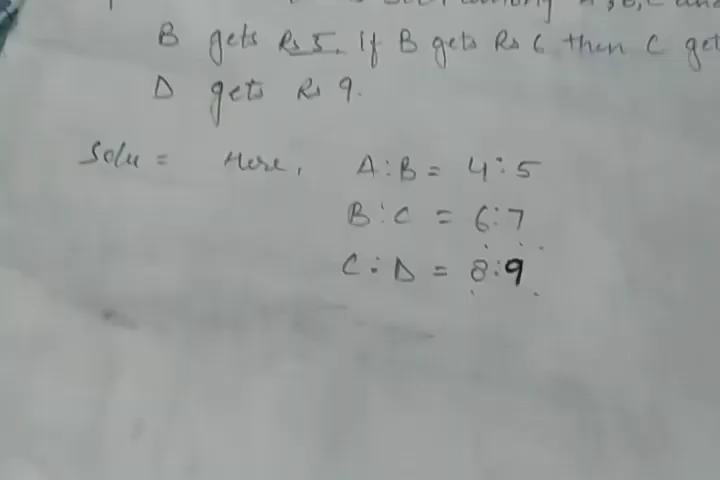 A, B, C and
B gets Rs 5. If B gets Rs 6 then C get
D gets Rs 9.
Solu = Here, A:B = 4:5
B:C = 6:7
C:D = 8:9